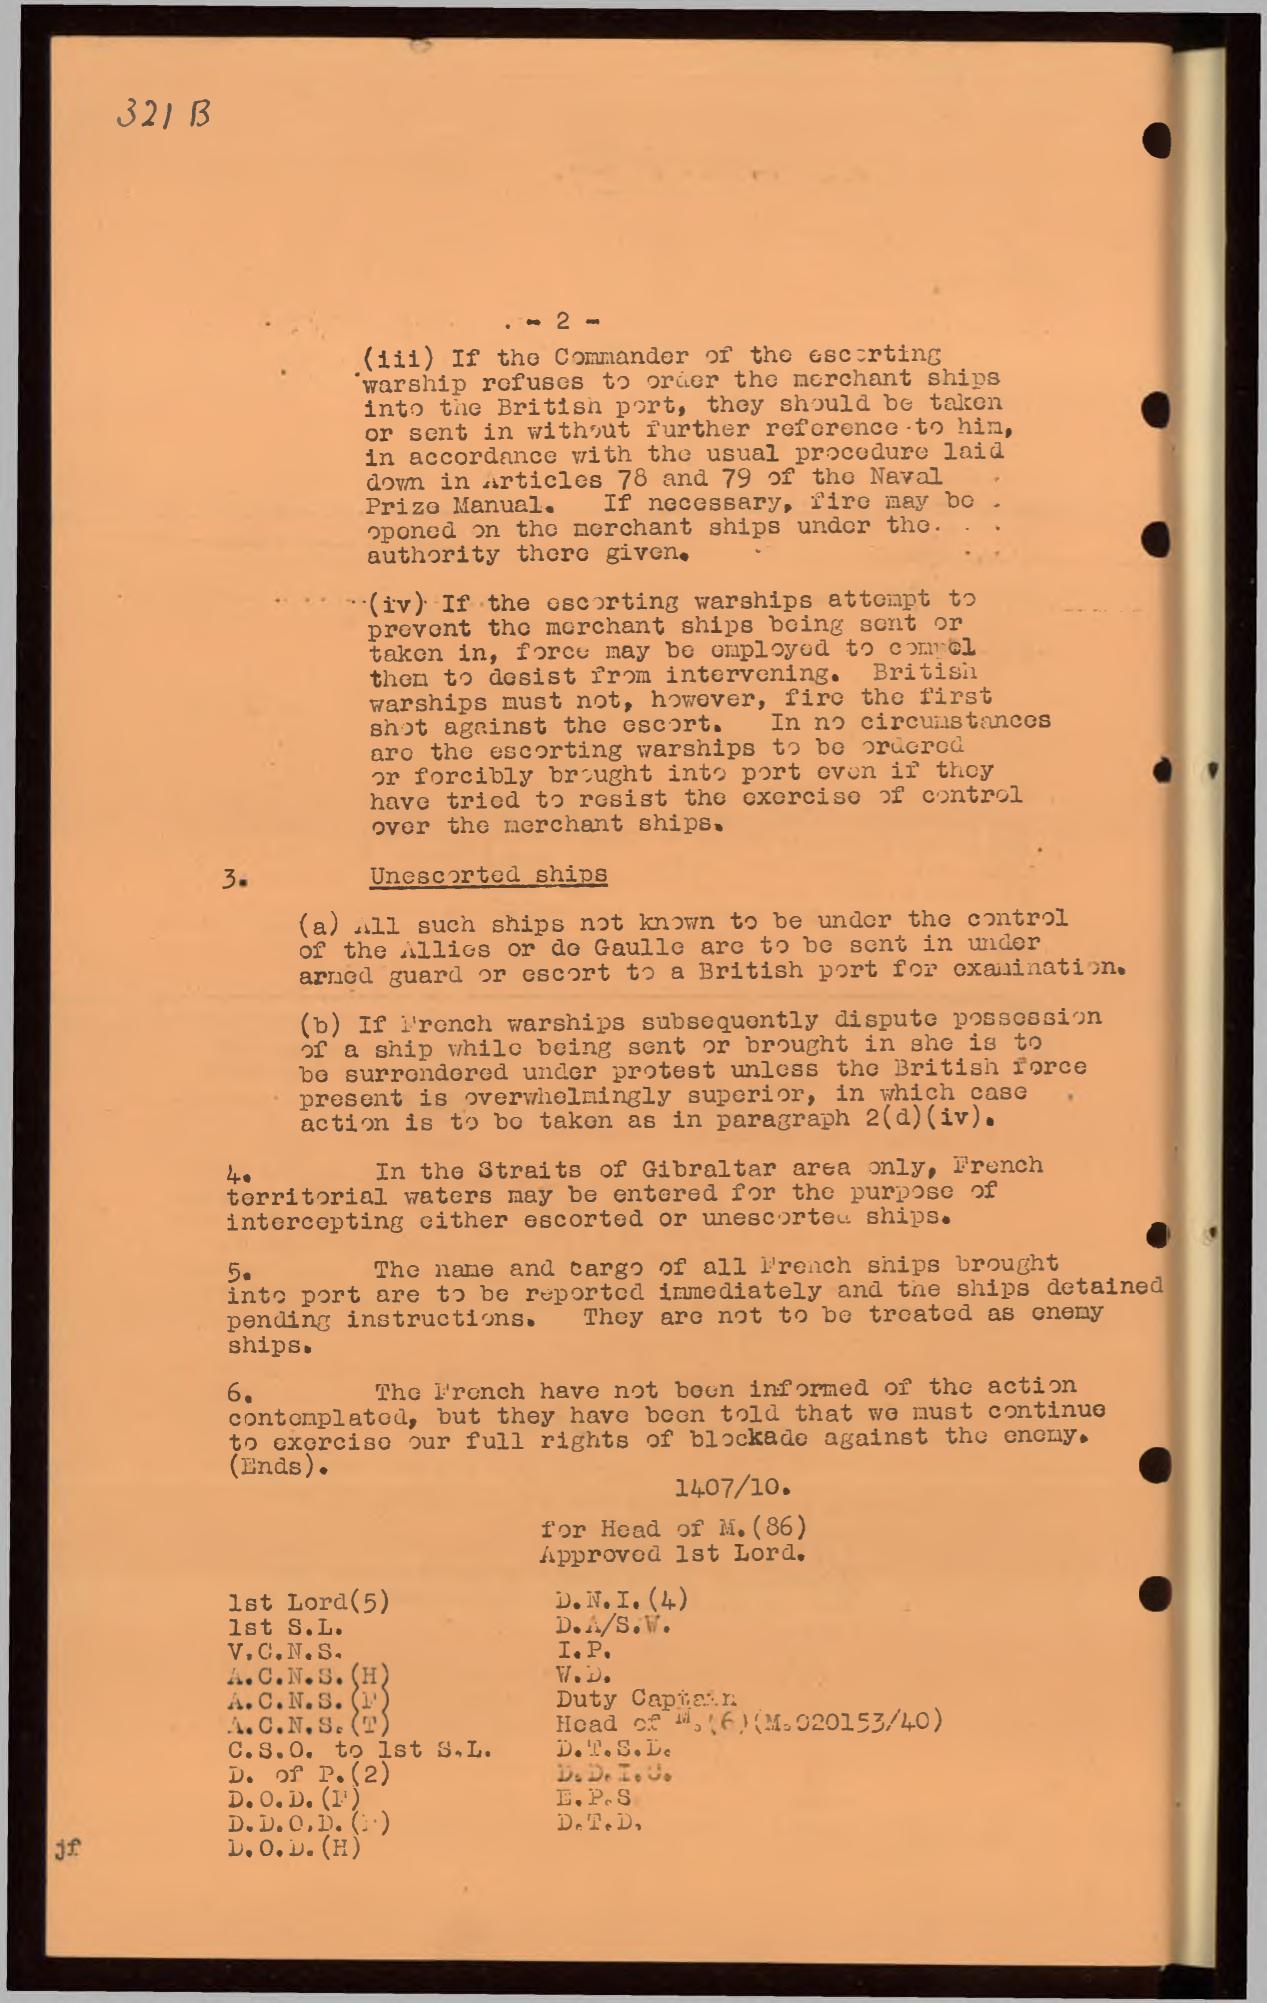 321 B
- 2 -
(iii) If the Commander of the escorting
warship refuses to order the merchant ships
into the British port, they should be taken
or sent in without further reference to him,
in accordance with the usual procedure laid
down in Articles 78 and 79 of the Naval
Prize Manual. If necessary, fire may be
opened on the merchant ships under the
authority there given.
(iv) If the escorting warships attempt to
prevent the merchant ships being sent or
taken in, force may be employed to compel
them to desist from intervening. British
warships must not, however, fire the first
shot against the escort. In no circumstances
are the escorting warships to be ordered
or forcibly brought into port even if they
have tried to resist the exercise of control
over the merchant ships.
3. Unescorted ships
(a) All such ships not known to be under the control
of the Allies or de Gaulle are to be sent in under
armed guard or escort to a British port for examination.
(b) If French warships subsequently dispute possession
of a ship while being sent or brought in she is to
be surrendered under protest unless the British force
present is overwhelmingly superior, in which case
action is to be taken as in paragraph 2(d)(iv).
4. In the Straits of Gibraltar area only, French
territorial waters may be entered for the purpose of
intercepting either escorted or unescorted ships.
5. The name and cargo of all French ships brought
into port are to be reported immediately and the ships detained
pending instructions. They are not to be treated as enemy
ships.
6. The French have not been informed of the action
contemplated, but they have been told that we must continue
to exercise our full rights of blockade against the enemy.
(Ends).
1407/10.
for Head of M.(86)
Approved 1st Lord.
1st Lord(5)
1st S.L.
V.C.N.S.
A.C.N.S.(H)
A.C.N.S.(F)
A.C.N.S.(T)
C.S.O. to 1st S.L.
D. of P.(2)
D.O.D.(F)
D.D.O.D.(F)
D.O.D.(H)
D.N.I.(4)
D.A/S.W.
I.P.
W.D.
Duty Captain
Head of M.(6)(M.020153/40)
D.T.S.D.
D.D.I.C.
E.P.S
D.T.D.
jf